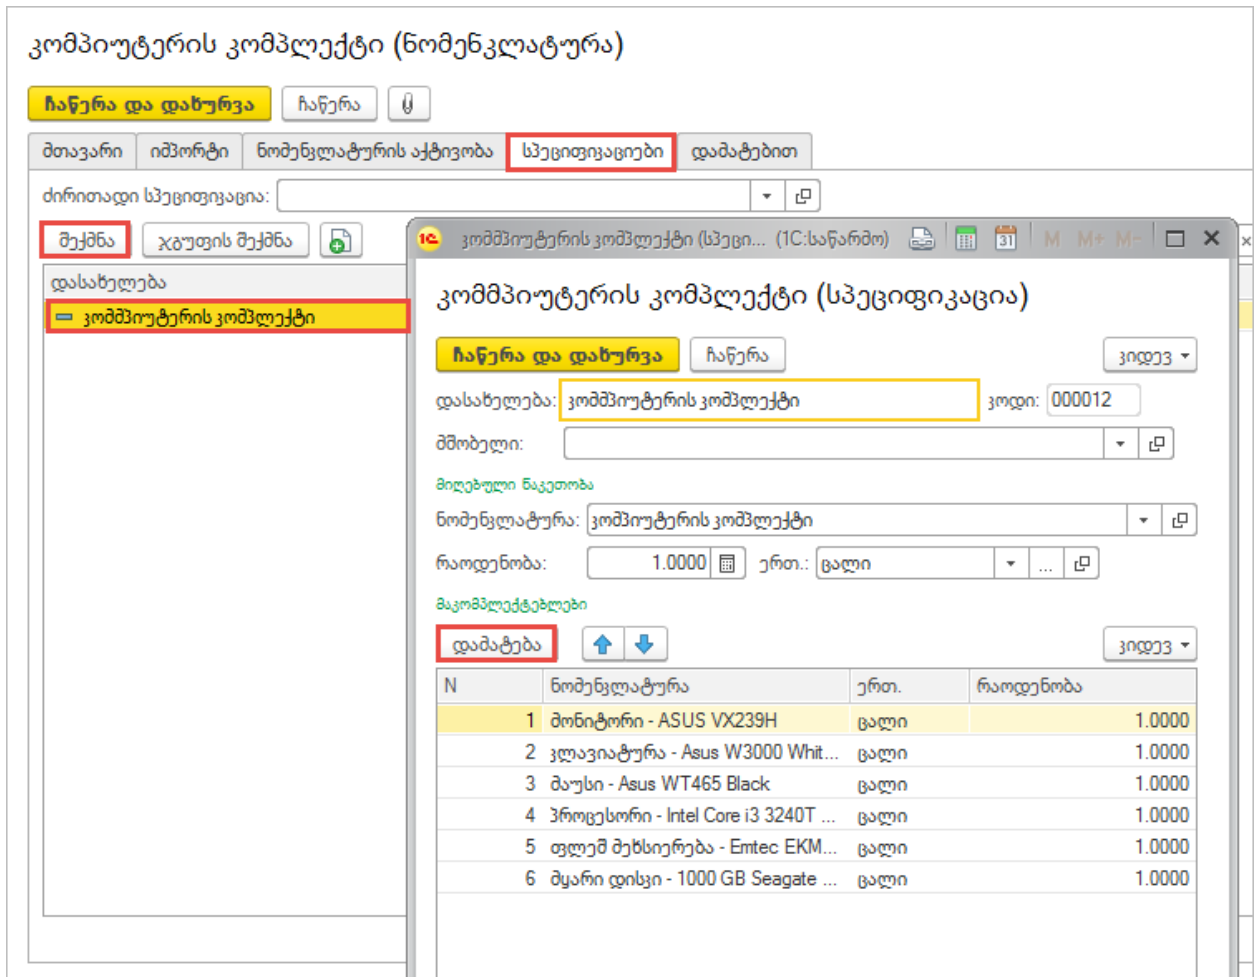 კომპიუტერის კომპლექტი (ნომენკლატურა)
ჩაწერა და დახურვა ჩაწერა
მთავარი იმპორტი ნომენკლატურის აქტივობა სპეციფიკაციები დამატებით
ძირითადი სპეციფიკაცია:
შექმნა ჯგუფის შექმნა
დასახელება
კომპიუტერის კომპლექტი
1С კომპიუტერის კომპლექტი (სპეცი... (1C:საწარმო) 31 M M+ M-
კომპიუტერის კომპლექტი (სპეციფიკაცია)
ჩაწერა და დახურვა ჩაწერა კიდევ
დასახელება: კომპიუტერის კომპლექტი კოდი: 000012
მშობელი:
მიღებული ნაკეთობა
ნომენკლატურა: კომპიუტერის კომპლექტი
რაოდენობა: 1.0000 ერთ.: ცალი ...
მაკომპლექტებლები
დამატება კიდევ
N ნომენკლატურა ერთ. რაოდენობა
1 მონიტორი - ASUS VX239H ცალი 1.0000
2 კლავიატურა - Asus W3000 Whit... ცალი 1.0000
3 მაუსი - Asus WT465 Black ცალი 1.0000
4 პროცესორი - Intel Core i3 3240T ... ცალი 1.0000
5 ფლეშ მეხსიერება - Emtec EKM... ცალი 1.0000
6 მყარი დისკი - 1000 GB Seagate ... ცალი 1.0000